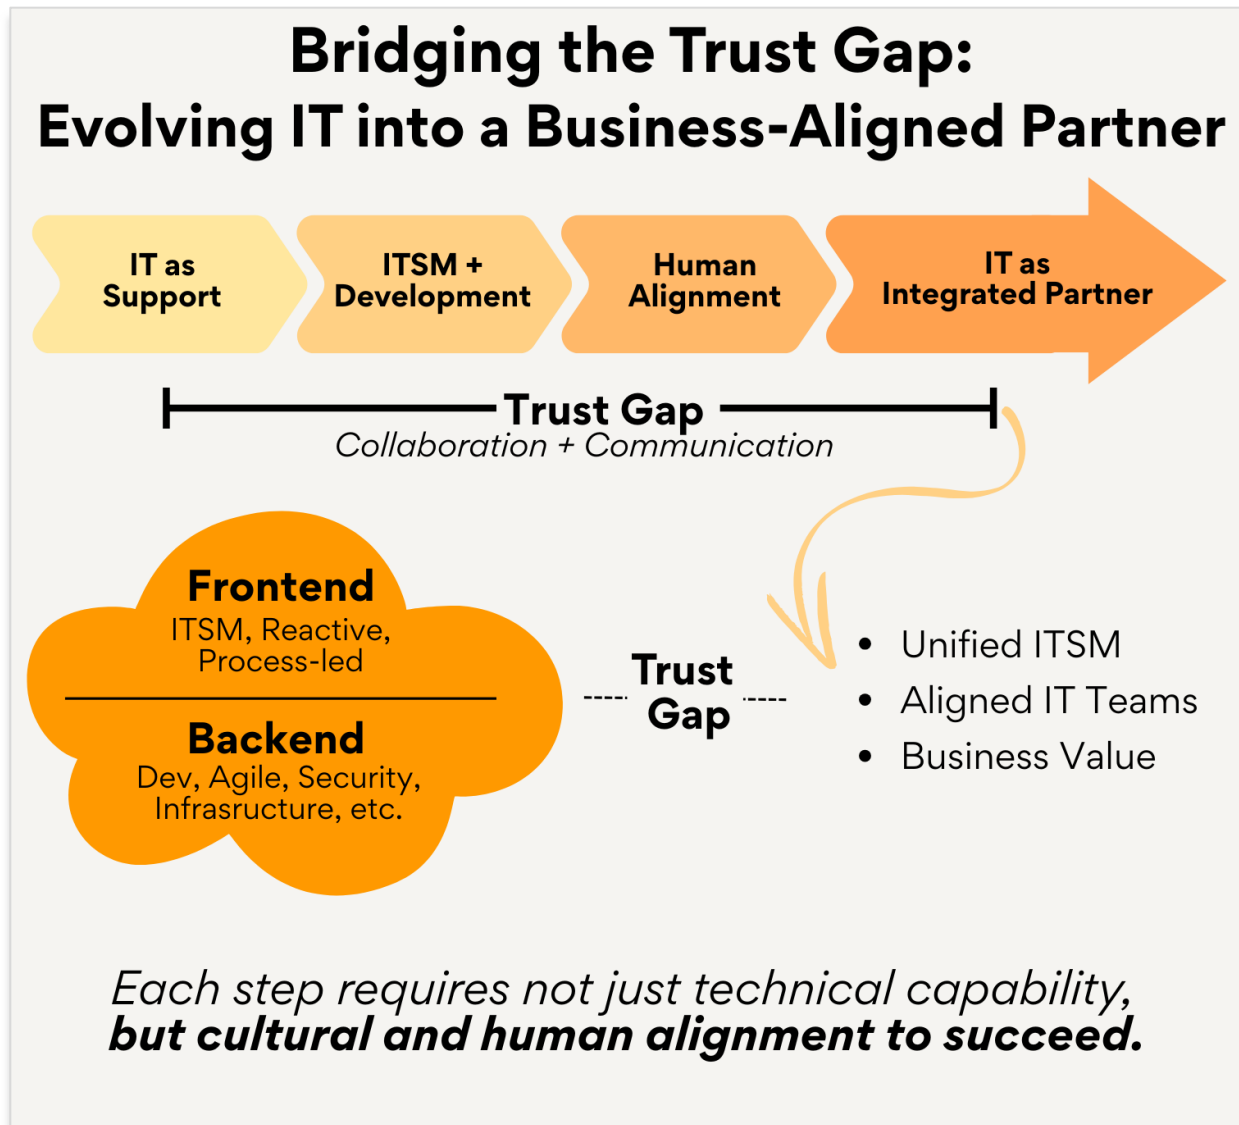 Bridging the Trust Gap:
Evolving IT into a Business-Aligned Partner
IT as
Support
ITSM +
Development
Human
Alignment
IT as
Integrated Partner
Trust Gap
Collaboration + Communication
Frontend
ITSM, Reactive,
Process-led
Backend
Dev, Agile, Security,
Infrasructure, etc.
Trust
Gap
• Unified ITSM
• Aligned IT Teams
• Business Value
Each step requires not just technical capability,
but cultural and human alignment to succeed.